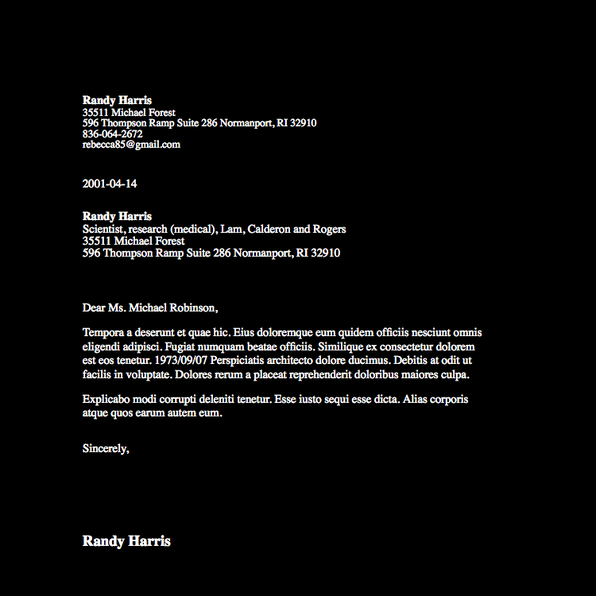 Randy Harris
35511 Michael Forest
596 Thompson Ramp Suite 286 Normanport, RI 32910
836-064-2672
rebecca85@gmail.com
2001-04-14
Randy Harris
Scientist, research (medical), Lam, Calderon and Rogers
35511 Michael Forest
596 Thompson Ramp Suite 286 Normanport, RI 32910
Dear Ms. Michael Robinson,
Tempora a deserunt et quae hic. Eius doloremque eum quidem officiis nesciunt omnis
eligendi adipisci. Fugiat numquam beatae officiis. Similique ex consectetur dolorem
est eos tenetur. 1973/09/07 Perspiciatis architecto dolore ducimus. Debitis at odit ut
facilis in voluptate. Dolores rerum a placeat reprehenderit doloribus maiores culpa.
Explicabo modi corrupti deleniti tenetur. Esse iusto sequi esse dicta. Alias corporis
atque quos earum autem eum.
Sincerely,
Randy Harris